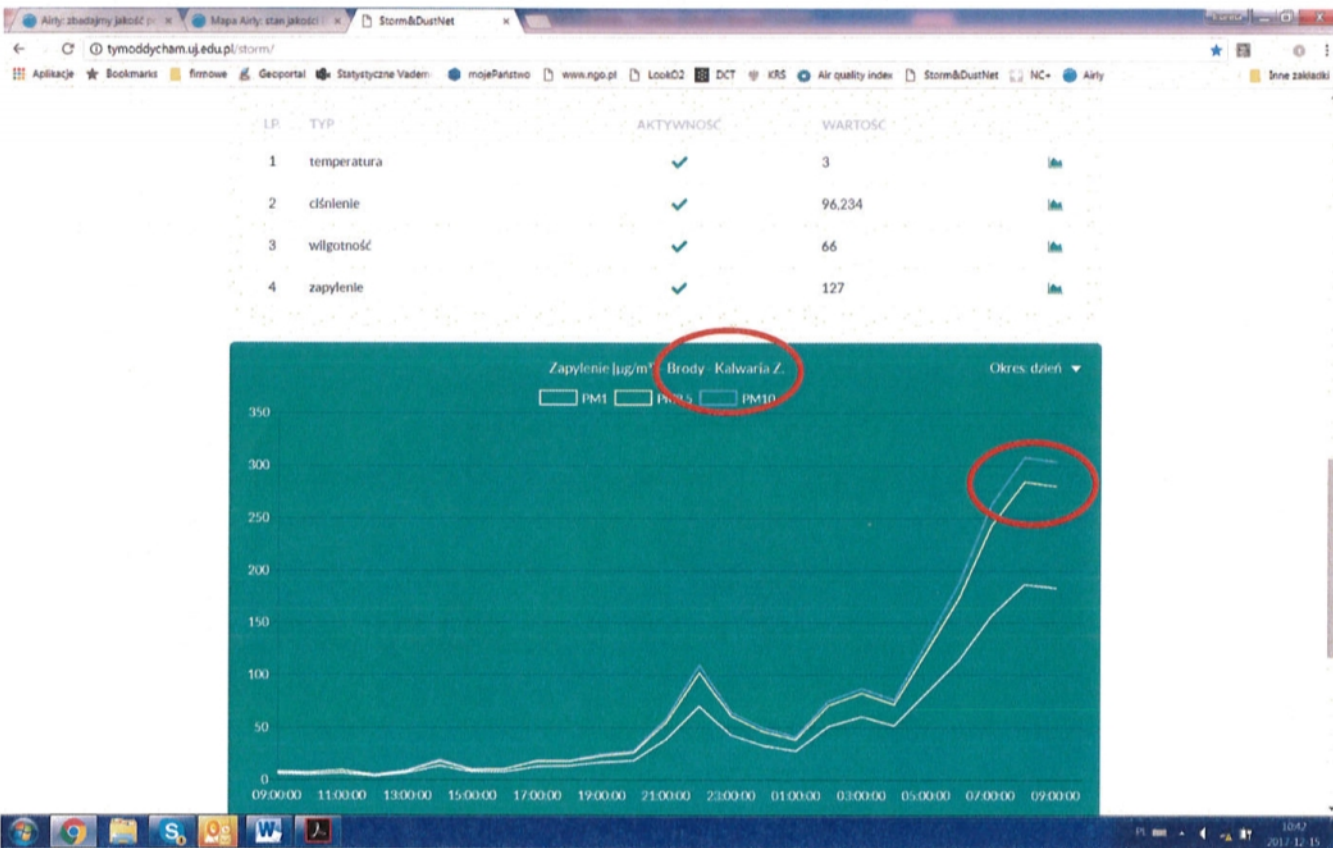 Airly: zbadajmy jakość p
Mapa Airly: stan jakości
Storm&DustNet
tymoddycham.uj.edu.pl/storm/
Aplikacje Bookmarks firmowe Geoportal Statystyczne Vadem mojePaństwo www.ngo.pl LookO2 DCT KRS Air quality index Storm&DustNet NC+ Airly Inne zakładki
LP. TYP AKTYWNOŚĆ WARTOŚĆ
1 temperatura 3
2 ciśnienie 96,234
3 wilgotność 66
4 zapylenie 127
Zapylenie [µg/m³] Brody - Kalwaria Z. Okres: dzień
PM1 PM2.5 PM10
350
300
250
200
150
100
50
0
09:00:00 11:00:00 13:00:00 15:00:00 17:00:00 19:00:00 21:00:00 23:00:00 01:00:00 03:00:00 05:00:00 07:00:00 09:00:00
PL 10:47
2017-12-15